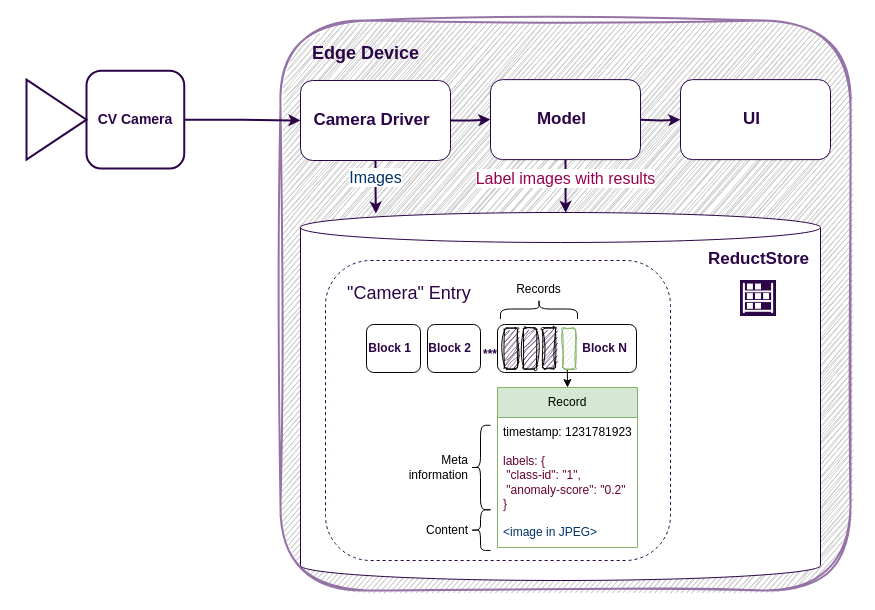 Edge Device
CV Camera
Camera Driver
Model
UI
Images
Label images with results
ReductStore
"Camera" Entry
Records
Block 1
Block 2
***
Block N
Record
timestamp: 1231781923
Meta
information
labels: {
"class-id": "1",
"anomaly-score": "0.2"
}
Content
<image in JPEG>